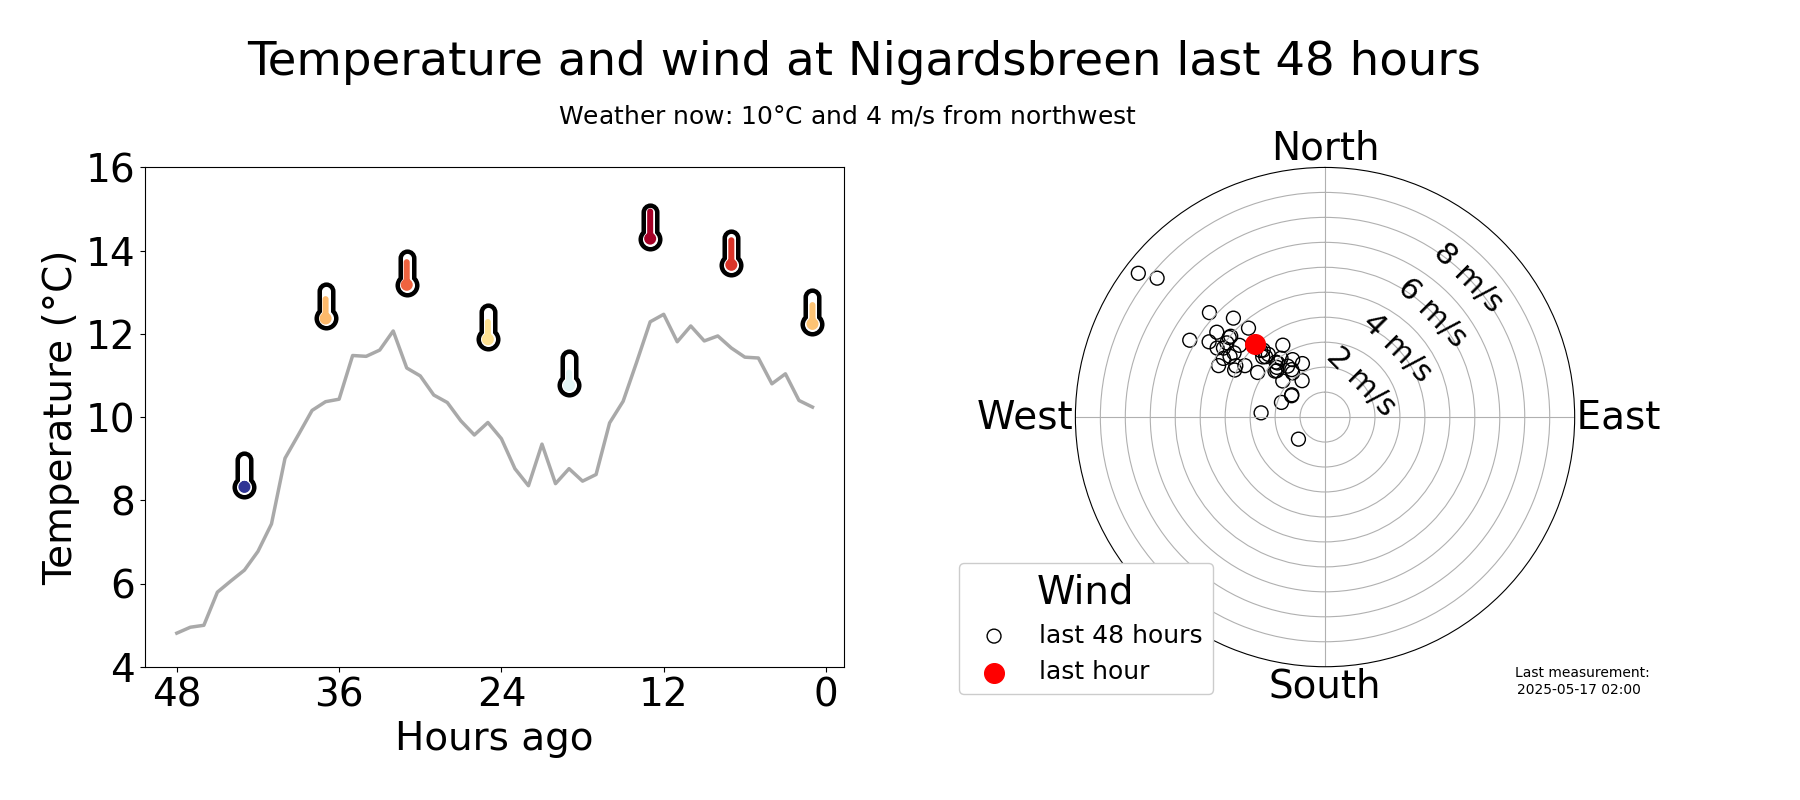 Temperature and wind at Nigardsbreen last 48 hours
Weather now: 10°C and 4 m/s from northwest
Temperature (°C)
16
14
12
10
8
6
4
48 36 24 12 0
Hours ago
North
West
East
South
8 m/s
6 m/s
4 m/s
2 m/s
Wind
last 48 hours
last hour
Last measurement:
2025-05-17 02:00